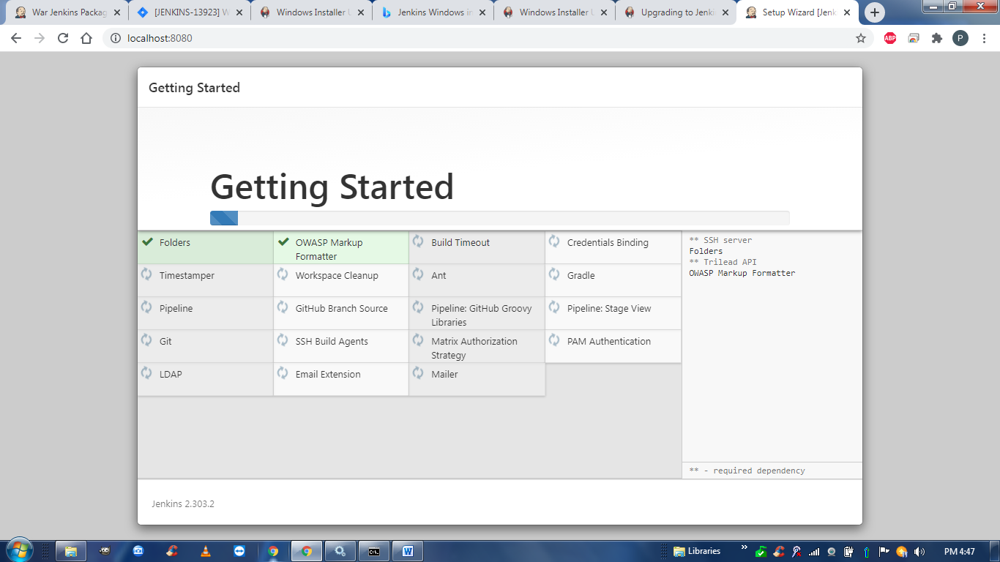 War Jenkins Packag
[JENKINS-13923] W
Windows Installer U
Jenkins Windows in
Windows Installer U
Upgrading to Jenki
Setup Wizard [Jenk
localhost:8080
ABP
P
Getting Started
Getting Started
Folders
OWASP Markup
Formatter
Build Timeout
Credentials Binding
Timestamper
Workspace Cleanup
Ant
Gradle
Pipeline
GitHub Branch Source
Pipeline: GitHub Groovy
Libraries
Pipeline: Stage View
Git
SSH Build Agents
Matrix Authorization
Strategy
PAM Authentication
LDAP
Email Extension
Mailer
** SSH server
Folders
** Trilead API
OWASP Markup Formatter
** - required dependency
Jenkins 2.303.2
Libraries
PM 4:47